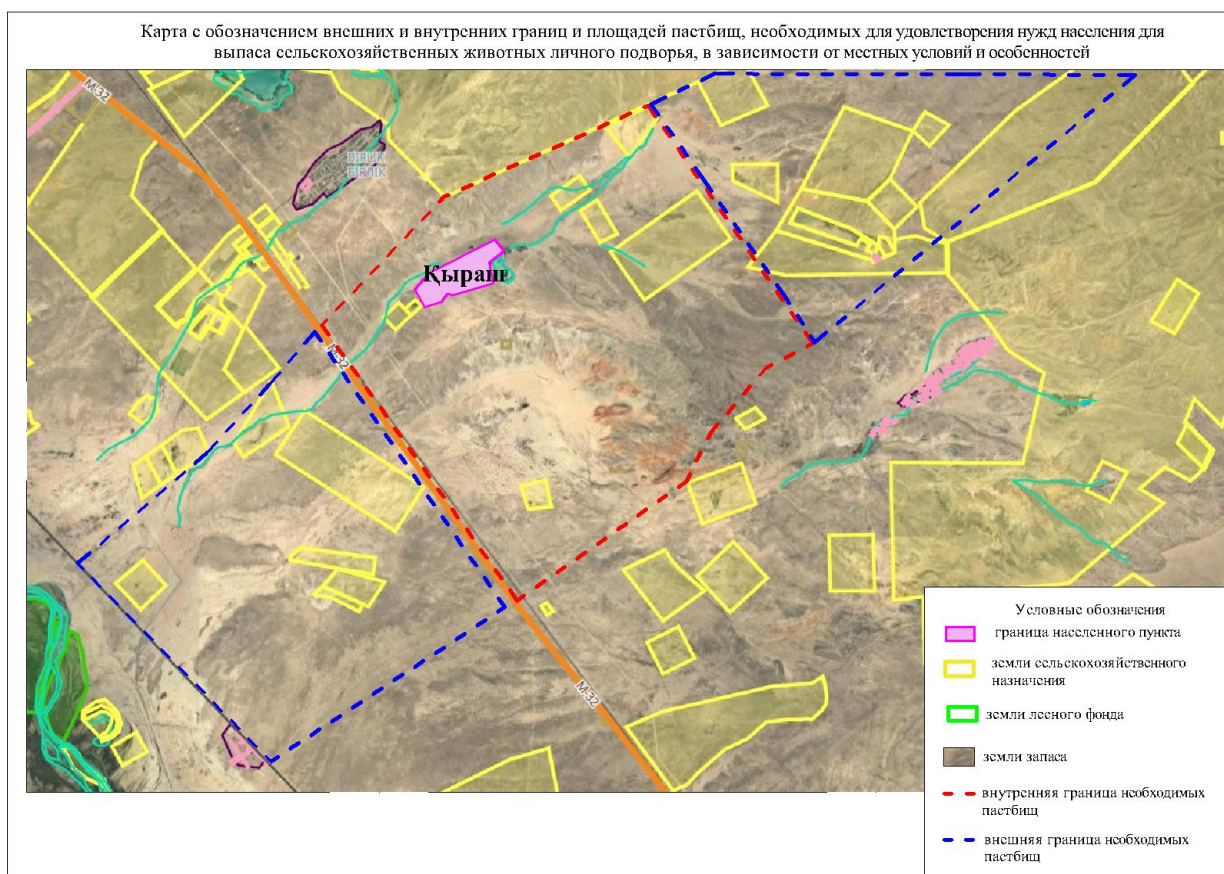 Карта с обозначением внешних и внутренних границ и площадей пастбищ, необходимых для удовлетворения нужд населения для
выпаса сельскохозяйственных животных личного подворья, в зависимости от местных условий и особенностей
М-32
BIRLIK
БІРЛІК
Қыраш
М-32
М-32
Условные обозначения
граница населенного пункта
земли сельскохозяйственного
назначения
земли лесного фонда
земли запаса
внутренняя граница необходимых
пастбищ
внешняя граница необходимых
пастбищ